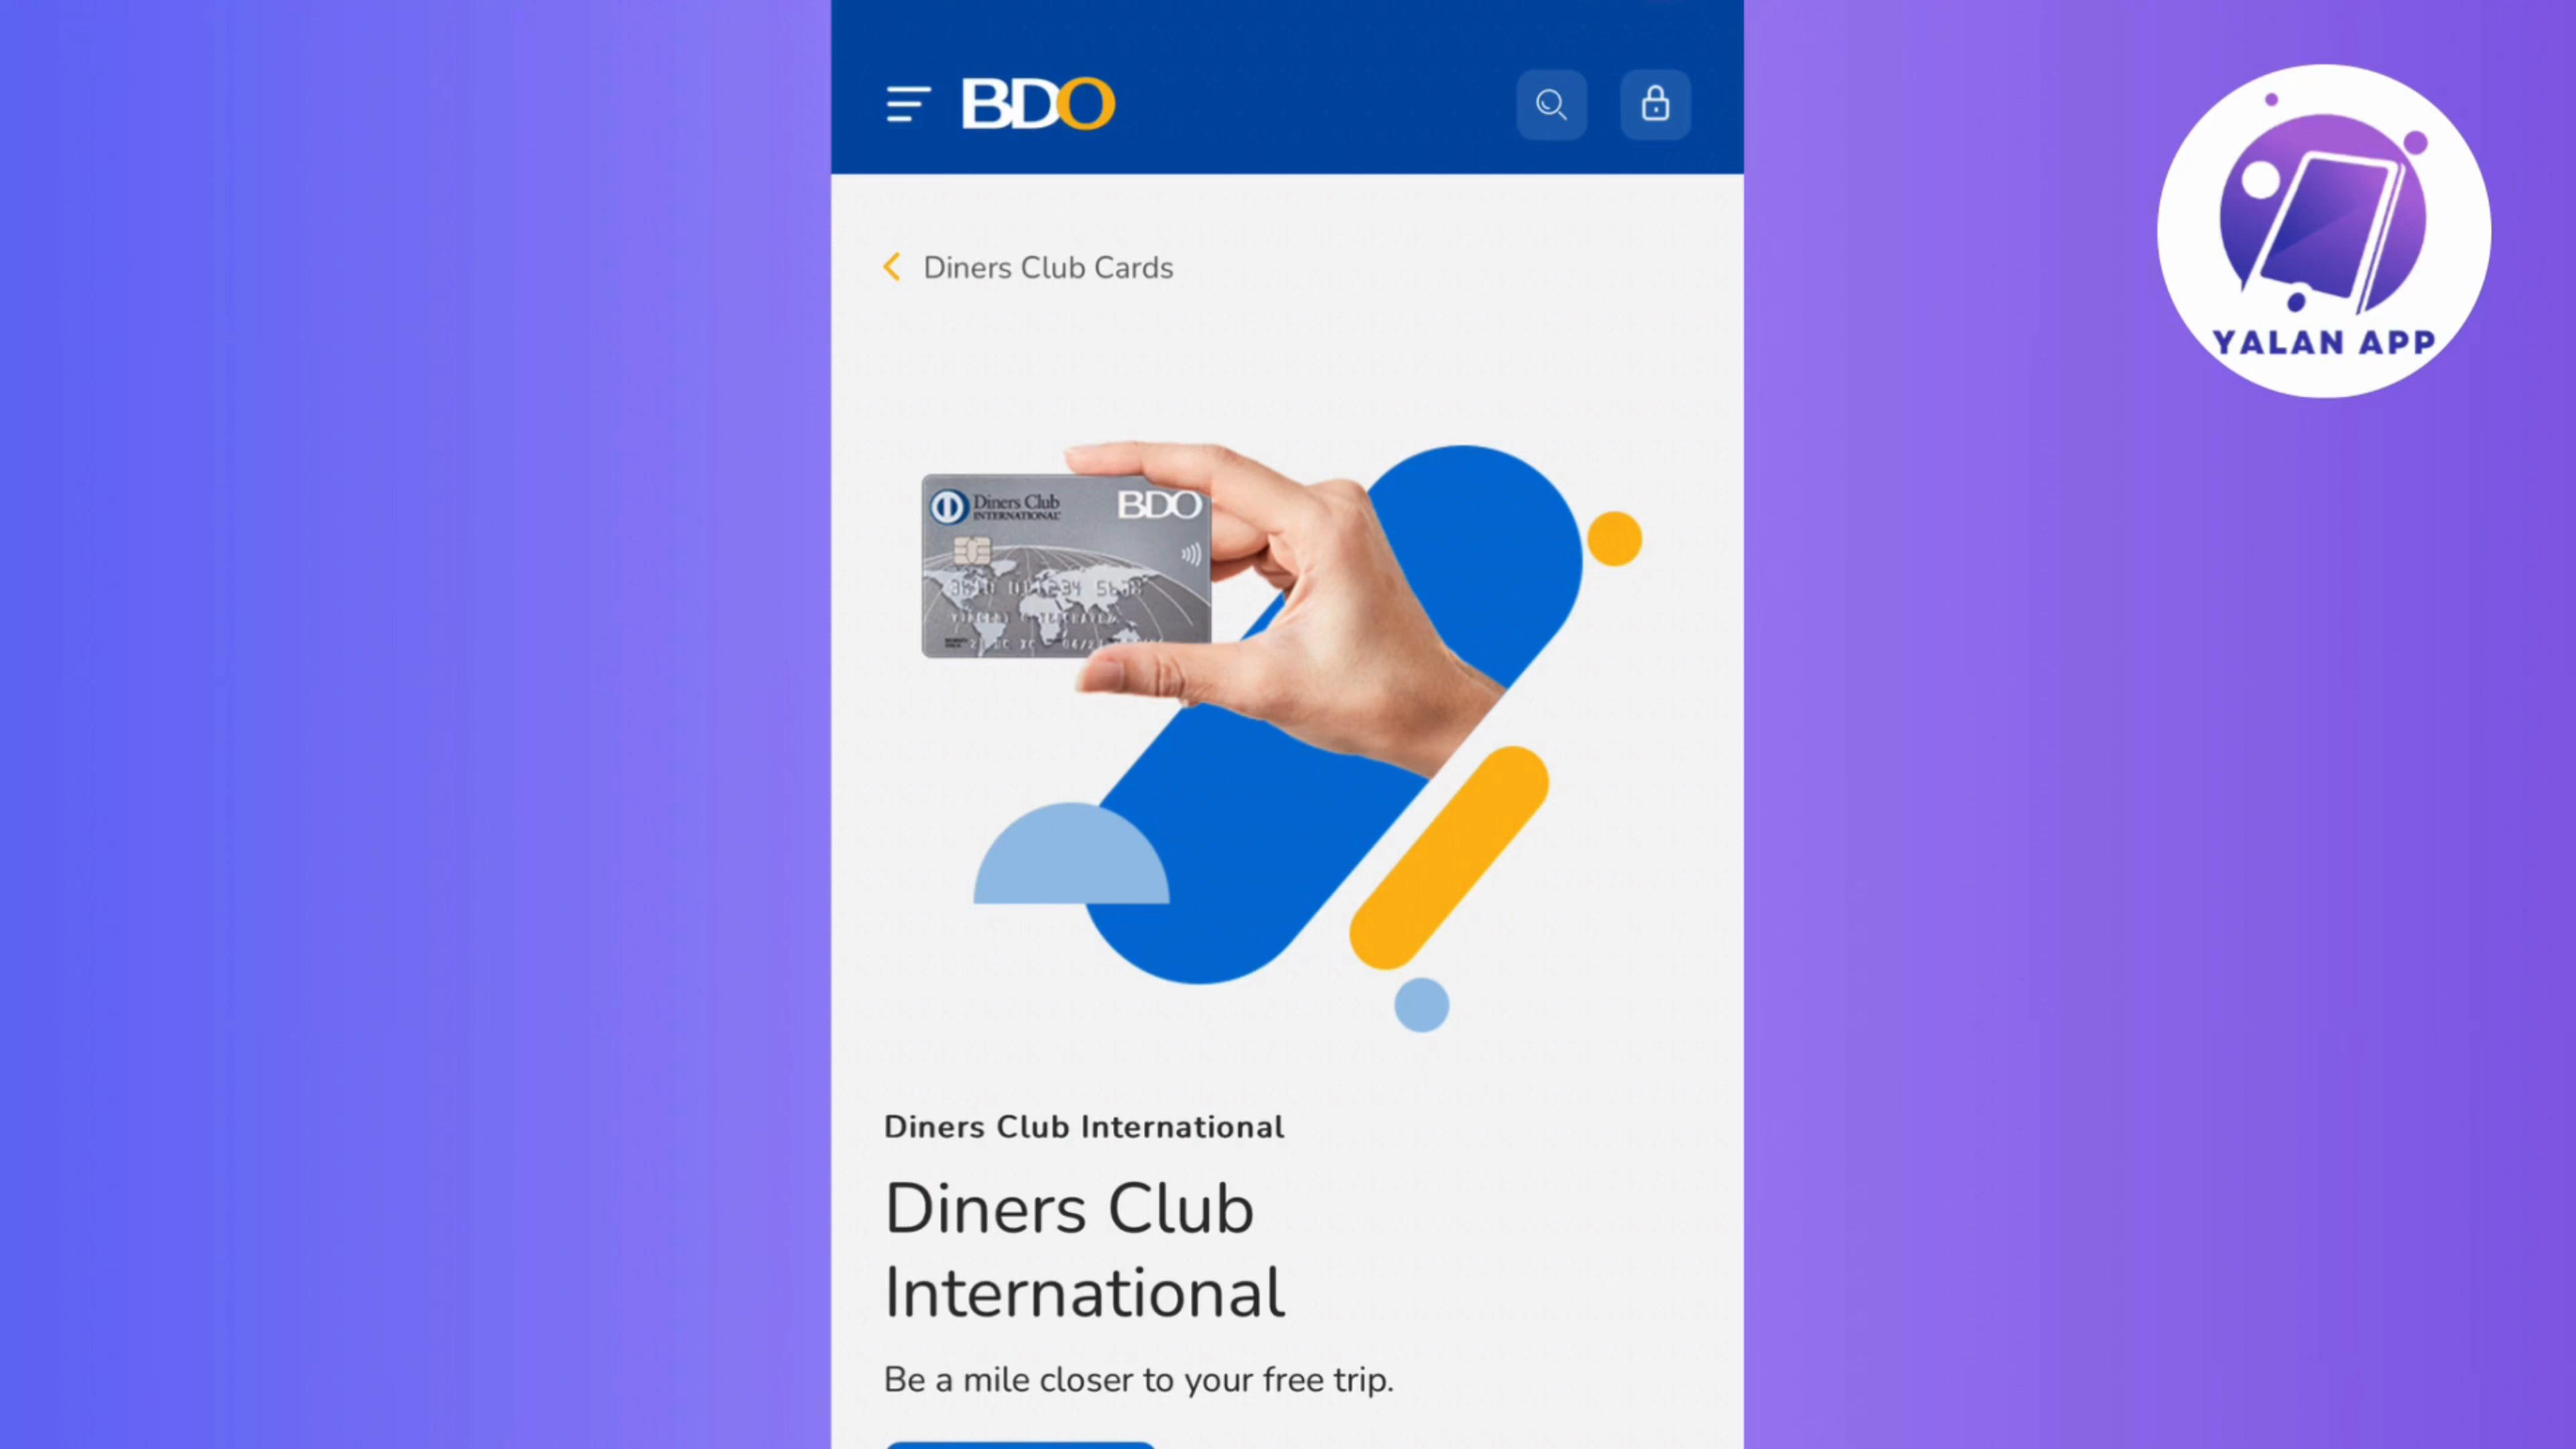 BDO
YALAN APP
Diners Club Cards
Diners Club
INTERNATIONAL
BDO
Diners Club International
Diners Club
International
Be a mile closer to your free trip.